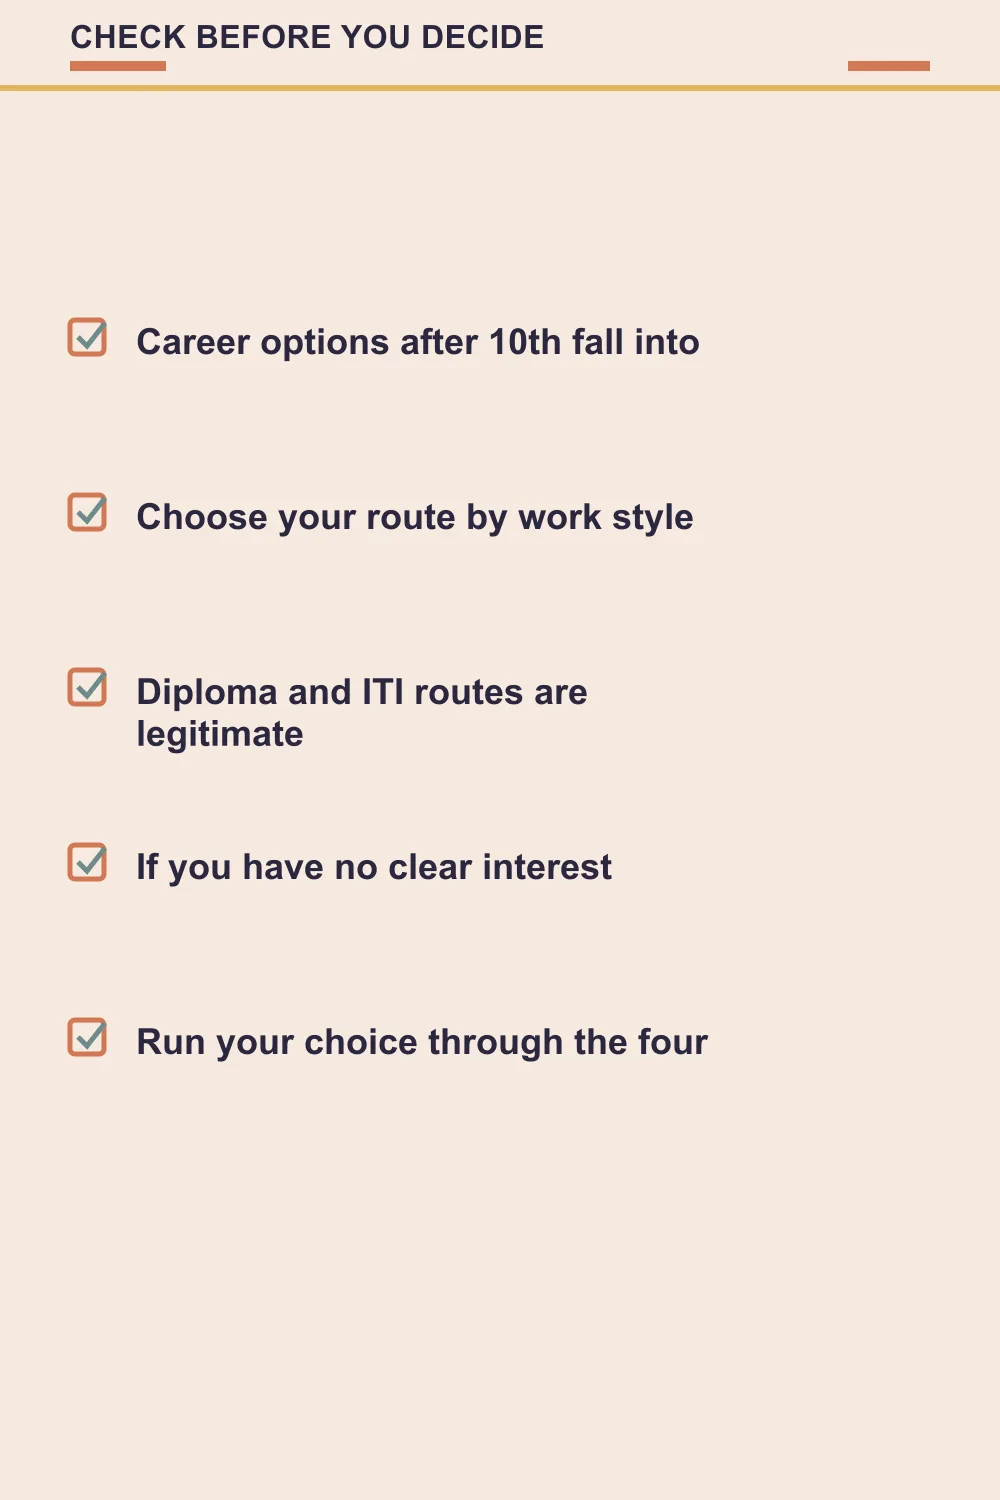 CHECK BEFORE YOU DECIDE
Career options after 10th fall into
Choose your route by work style
Diploma and ITI routes are
legitimate
If you have no clear interest
Run your choice through the four